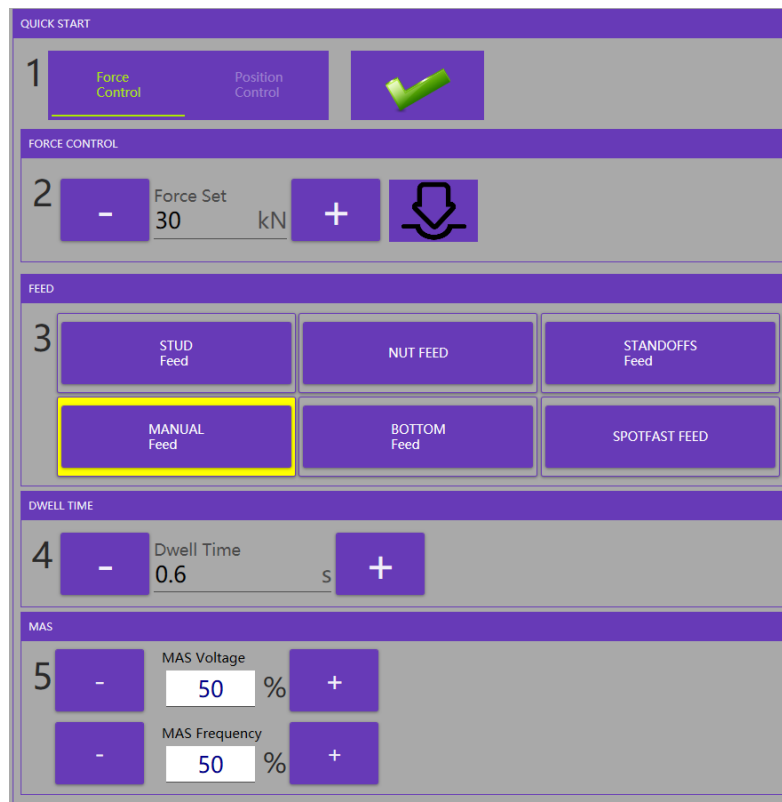 QUICK START
1
Force
Control
Position
Control
FORCE CONTROL
2
-
Force Set
30 kN
+
FEED
3
STUD
Feed
NUT FEED
STANDOFFS
Feed
MANUAL
Feed
BOTTOM
Feed
SPOTFAST FEED
DWELL TIME
4
-
Dwell Time
0.6 s
+
MAS
5
-
MAS Voltage
50 %
+
-
MAS Frequency
50 %
+